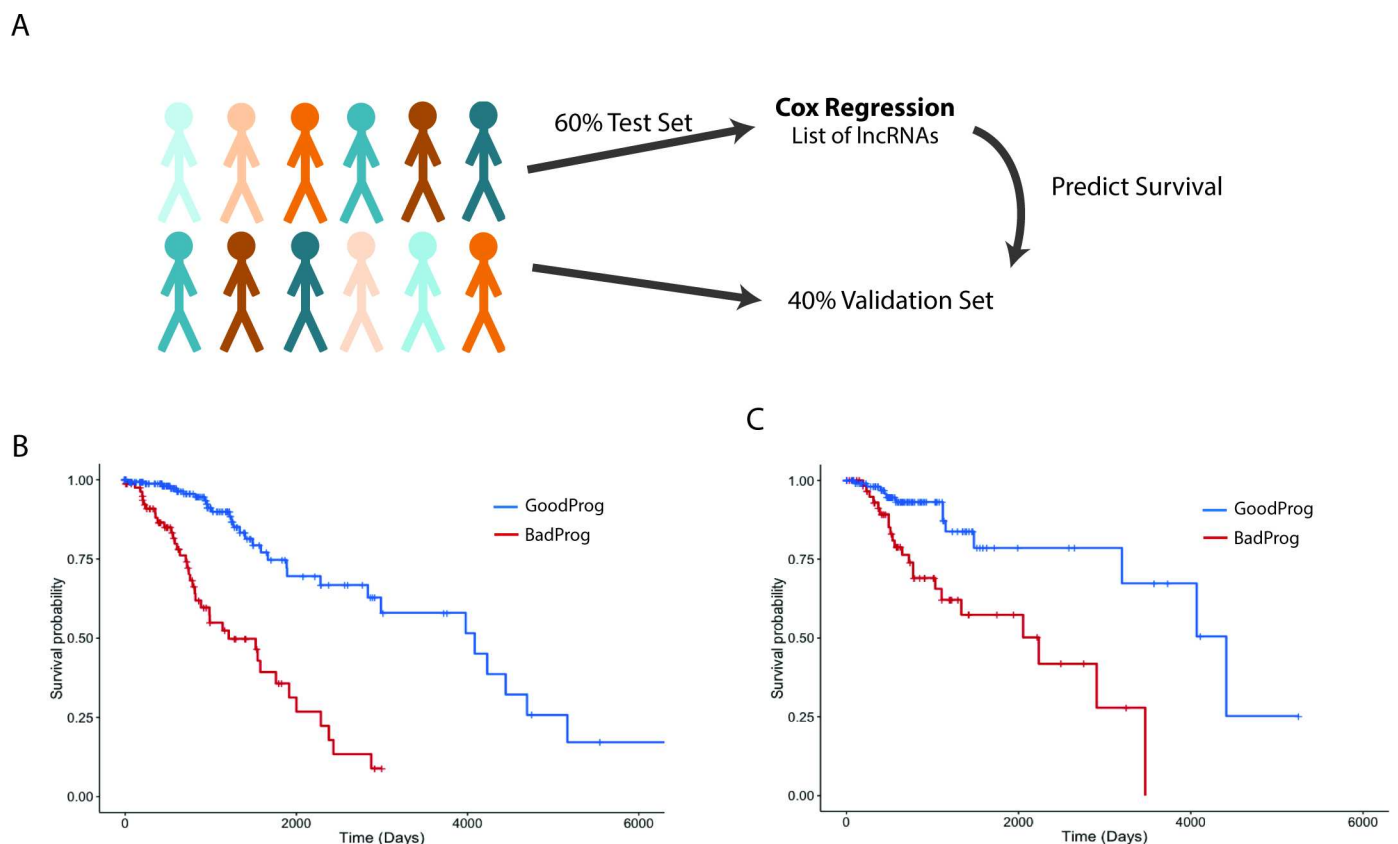 A
60% Test Set
Cox Regression
List of lncRNAs
Predict Survival
40% Validation Set
B
1.00
0.75
0.50
0.25
0.00
Survival probability
GoodProg
BadProg
0 2000 4000 6000
Time (Days)
C
1.00
0.75
0.50
0.25
0.00
Survival probability
GoodProg
BadProg
0 2000 4000 6000
Time (Days)